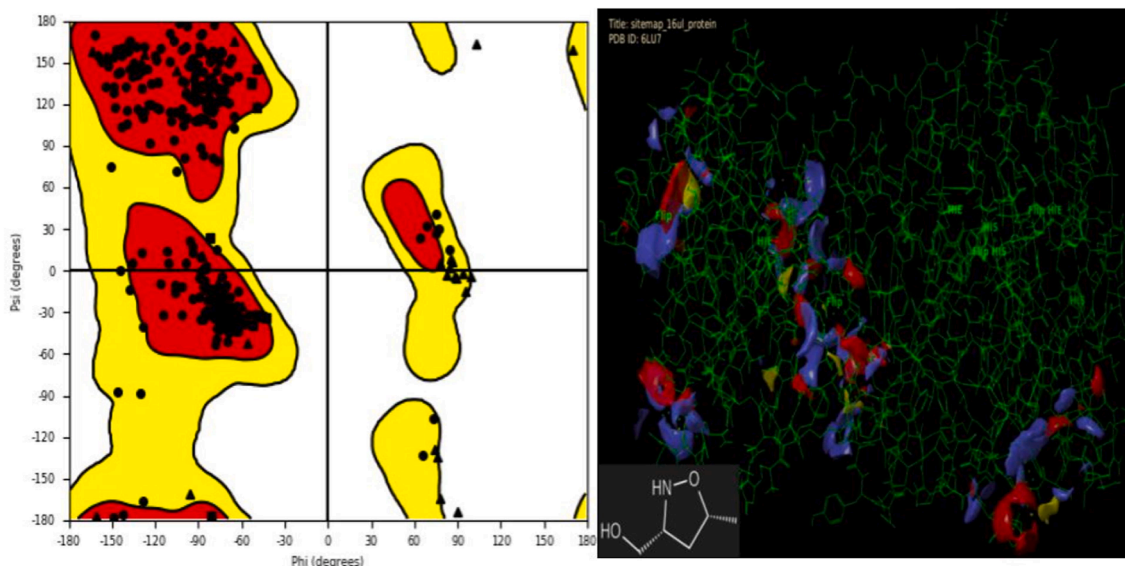 180
150
120
90
60
30
0
-30
-60
-90
-120
-150
-180
Psi (degrees)
-180 -150 -120 -90 -60 -30 0 30 60 90 120 150 180
Phi (degrees)
Title: sitemap_16ul_protein
PDB ID: 6LU7
HN O
HO